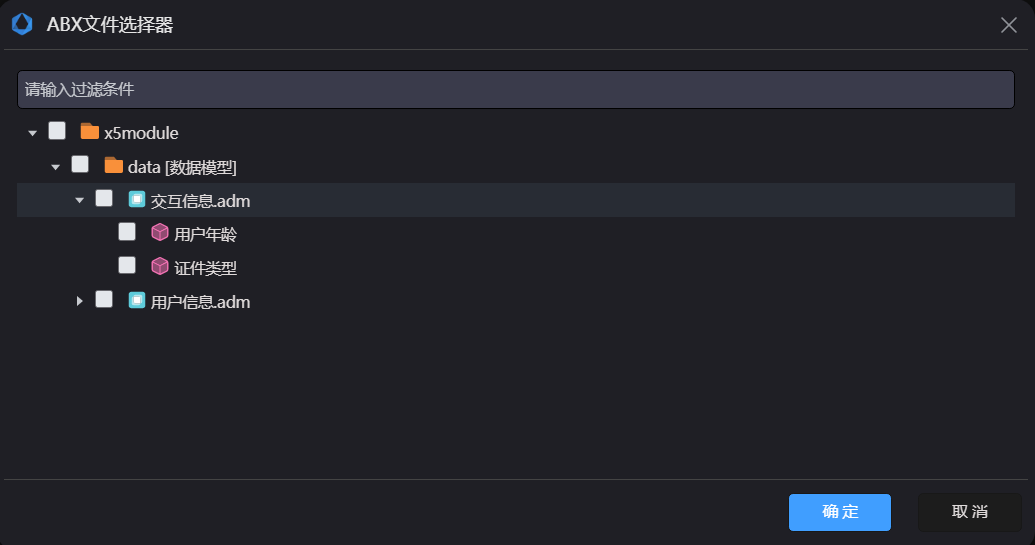 ABX文件选择器
请输入过滤条件
x5module
data [数据模型]
交互信息.adm
用户年龄
证件类型
用户信息.adm
确 定
取 消